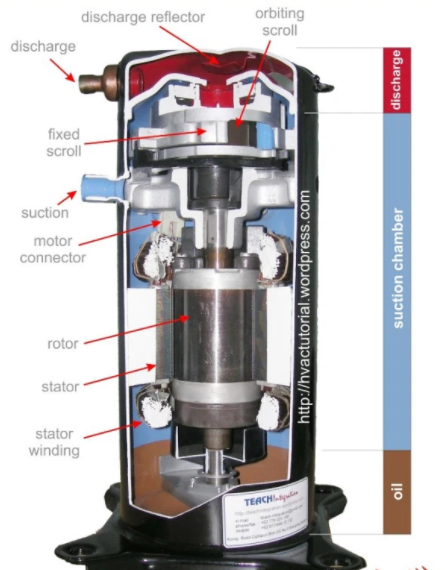 discharge reflector
orbiting
scroll
discharge
fixed
scroll
suction
motor
connector
rotor
stator
stator
winding
discharge
suction chamber
oil
http://hvactutorial.wordpress.com
TEACH Integration